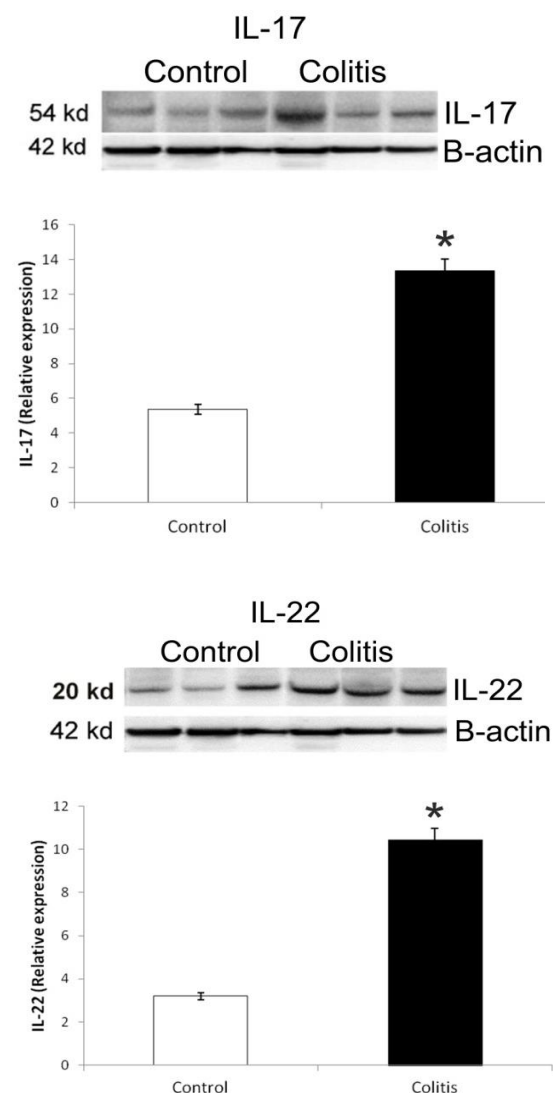 IL-17
Control Colitis
54 kd IL-17
42 kd B-actin
16
14
12
10
8
6
4
2
0
IL-17 (Relative expression)
*
Control Colitis
IL-22
Control Colitis
20 kd IL-22
42 kd B-actin
12
10
8
6
4
2
0
IL-22 (Relative expression)
*
Control Colitis